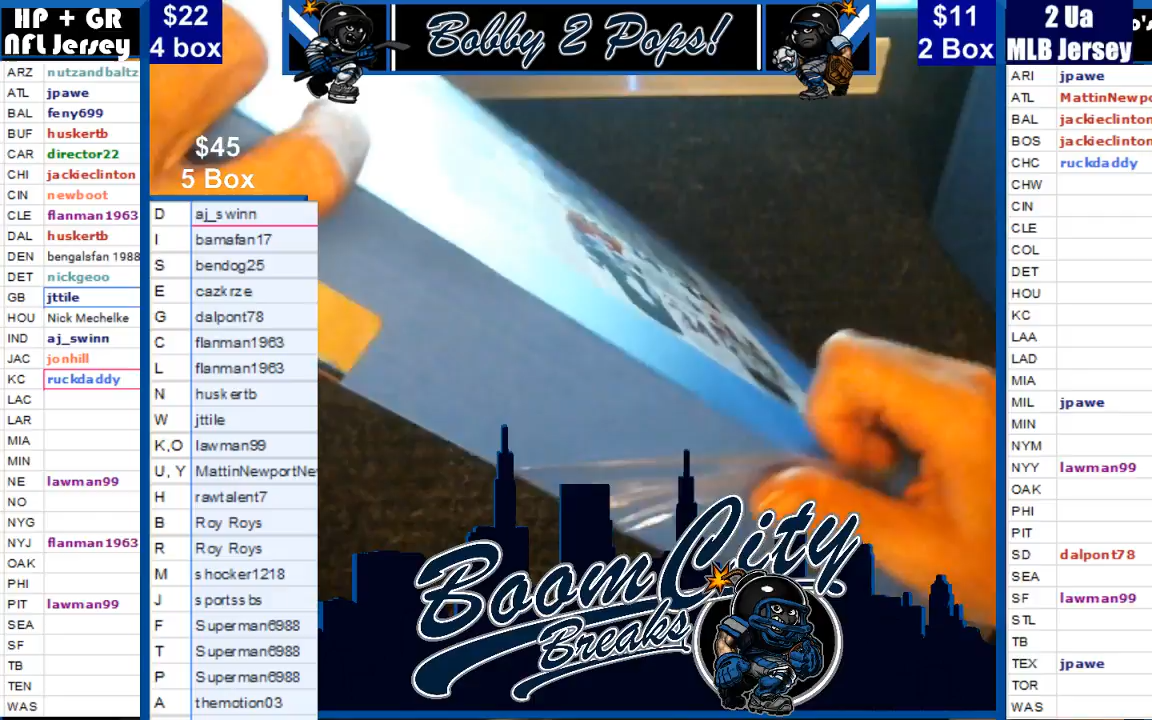 HP + GR
NFL Jersey
ARZ nutzandbaltz
ATL jpawe
BAL feny699
BUF huskertb
CAR director22
CHI jackieclinton
CIN newboot
CLE flanman1963
DAL huskertb
DEN bengalsfan 1988
DET nickgeoo
GB jttile
HOU Nick Mechelke
IND aj_swinn
JAC jonhill
KC ruckdaddy
LAC
LAR
MIA
MIN
NE lawman99
NO
NYG
NYJ flanman1963
OAK
PHI
PIT lawman99
SEA
SF
TB
TEN
WAS
$22
4 box
$45
5 Box
D aj_swinn
I bamafan17
S bendog25
E cazkrze
G dalpont78
C flanman1963
L flanman1963
N huskertb
W jttile
K,O lawman99
U, Y MattinNewportNe
H rawtalent7
B Roy Roys
R Roy Roys
M shocker1218
J sportssbs
F Superman6988
T Superman6988
P Superman6988
A themotion03
Bobby 2 Pops!
Boom City
Breaks
$11
2 Box
2 Ua
MLB Jersey
o's
ARI jpawe
ATL MattinNewpo
BAL jackieclinton
BOS jackieclinton
CHC ruckdaddy
CHW
CIN
CLE
COL
DET
HOU
KC
LAA
LAD
MIA
MIL jpawe
MIN
NYM
NYY lawman99
OAK
PHI
PIT
SD dalpont78
SEA
SF lawman99
STL
TB
TEX jpawe
TOR
WAS